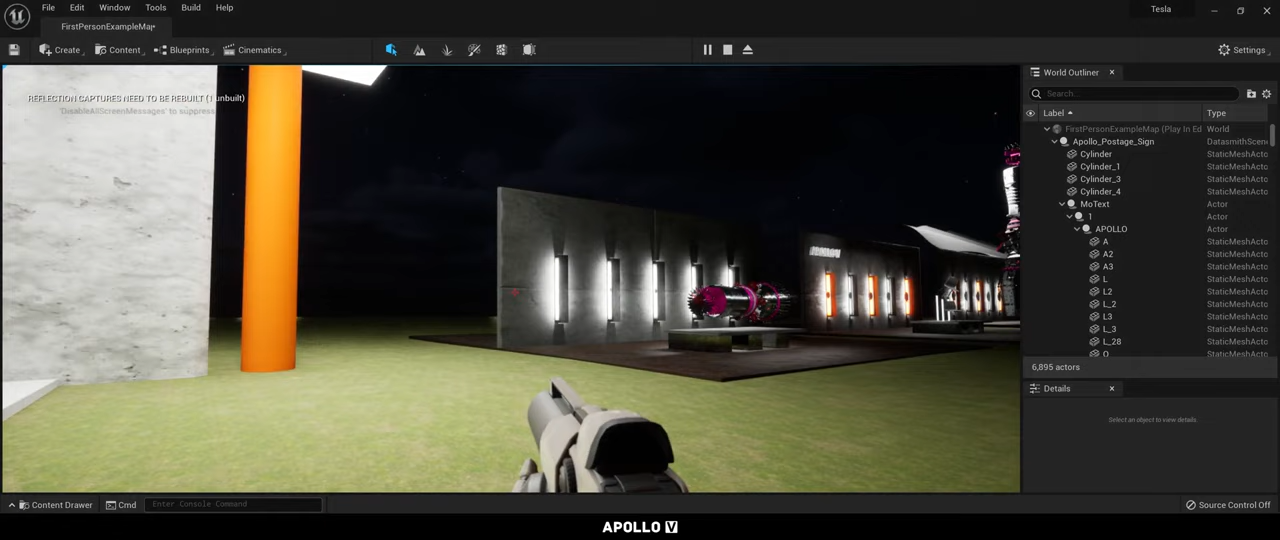 File Edit Window Tools Build Help
Tesla
FirstPersonExampleMap•
Create Content Blueprints Cinematics Settings
World Outliner
REFLECTION CAPTURES NEED TO BE REBUILT (1 unbuilt)
'DisableAllScreenMessages' to suppress
Search...
Label Type
FirstPersonExampleMap (Play In Ed World
Apollo_Postage_Sign DatasmithScen
Cylinder StaticMeshActo
Cylinder_1 StaticMeshActo
Cylinder_3 StaticMeshActo
Cylinder_4 StaticMeshActo
MoText Actor
1 Actor
APOLLO Actor
A StaticMeshActo
A2 StaticMeshActo
A3 StaticMeshActo
L StaticMeshActo
L2 StaticMeshActo
L_2 StaticMeshActo
L3 StaticMeshActo
L_3 StaticMeshActo
L_28 StaticMeshActo
O StaticMeshActo
6,895 actors
Details
Select an object to view details.
Content Drawer Cmd Enter Console Command Source Control Off
APOLLO V